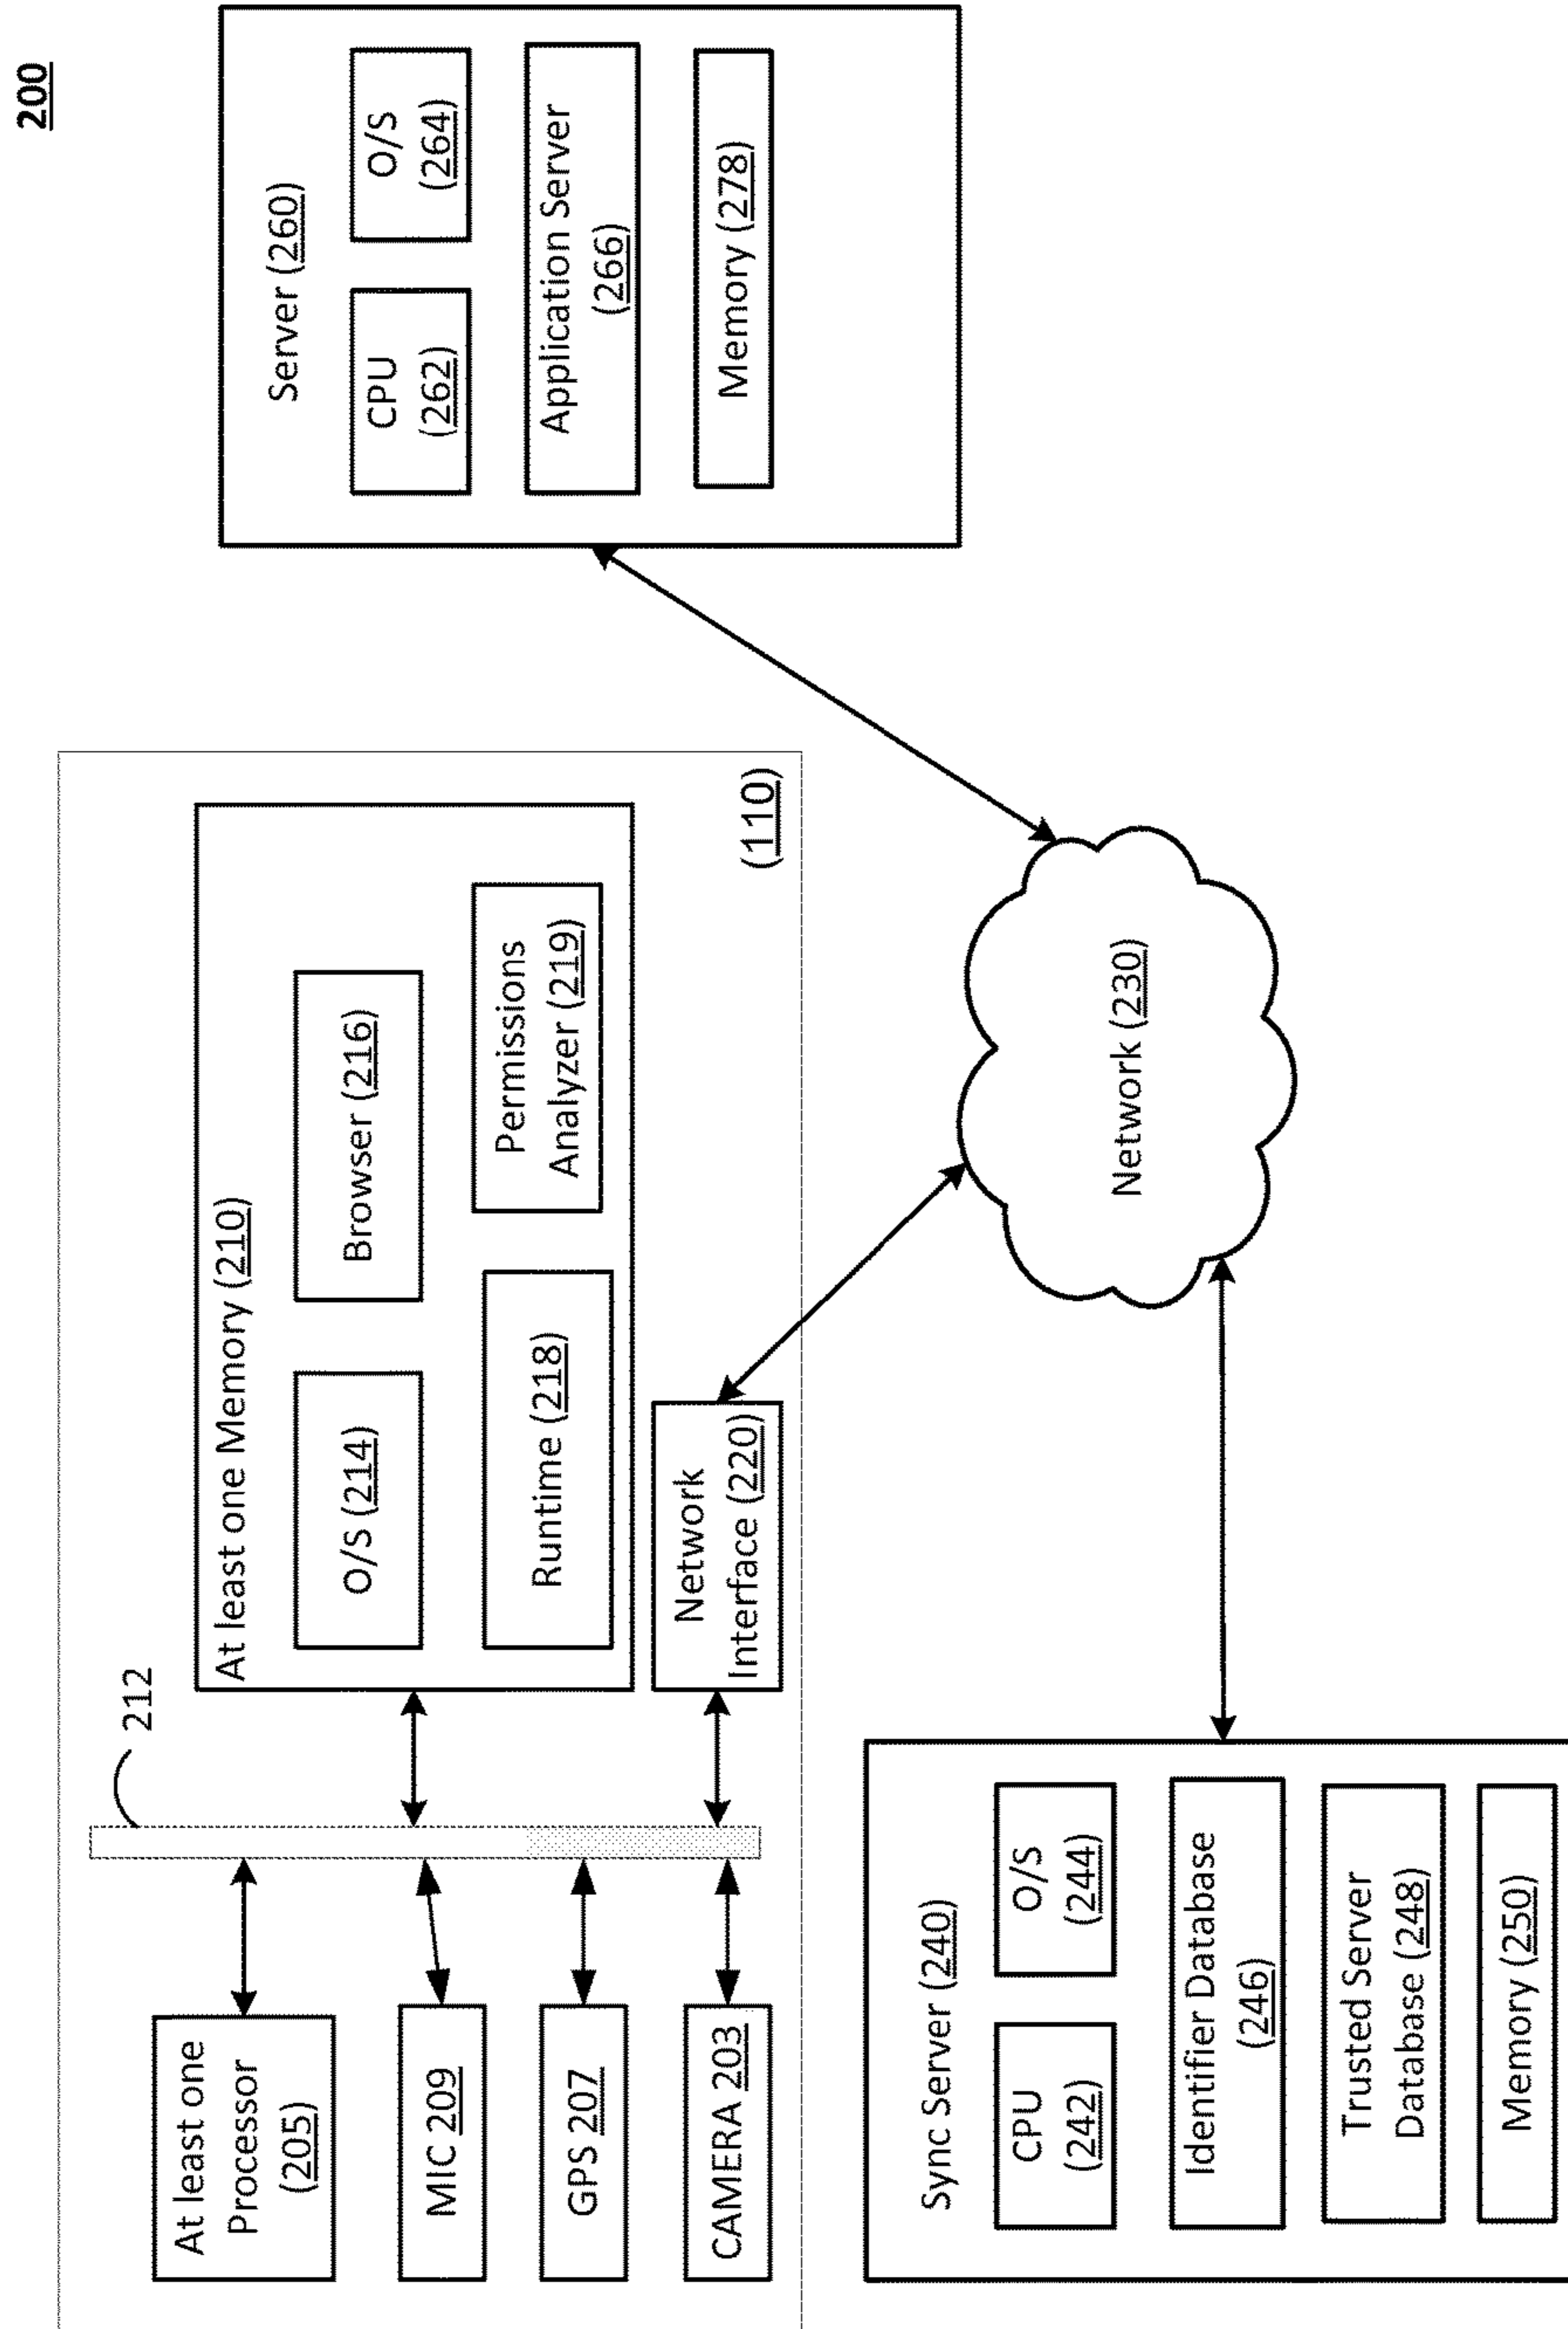 200
212
At least one
Processor
(205)
MIC 209
GPS 207
CAMERA 203
At least one Memory (210)
O/S (214)
Browser (216)
Runtime (218)
Permissions
Analyzer (219)
Network
Interface (220)
(110)
Server (260)
CPU
(262)
O/S
(264)
Application Server
(266)
Memory (278)
Network (230)
Sync Server (240)
CPU
(242)
O/S
(244)
Identifier Database
(246)
Trusted Server
Database (248)
Memory (250)